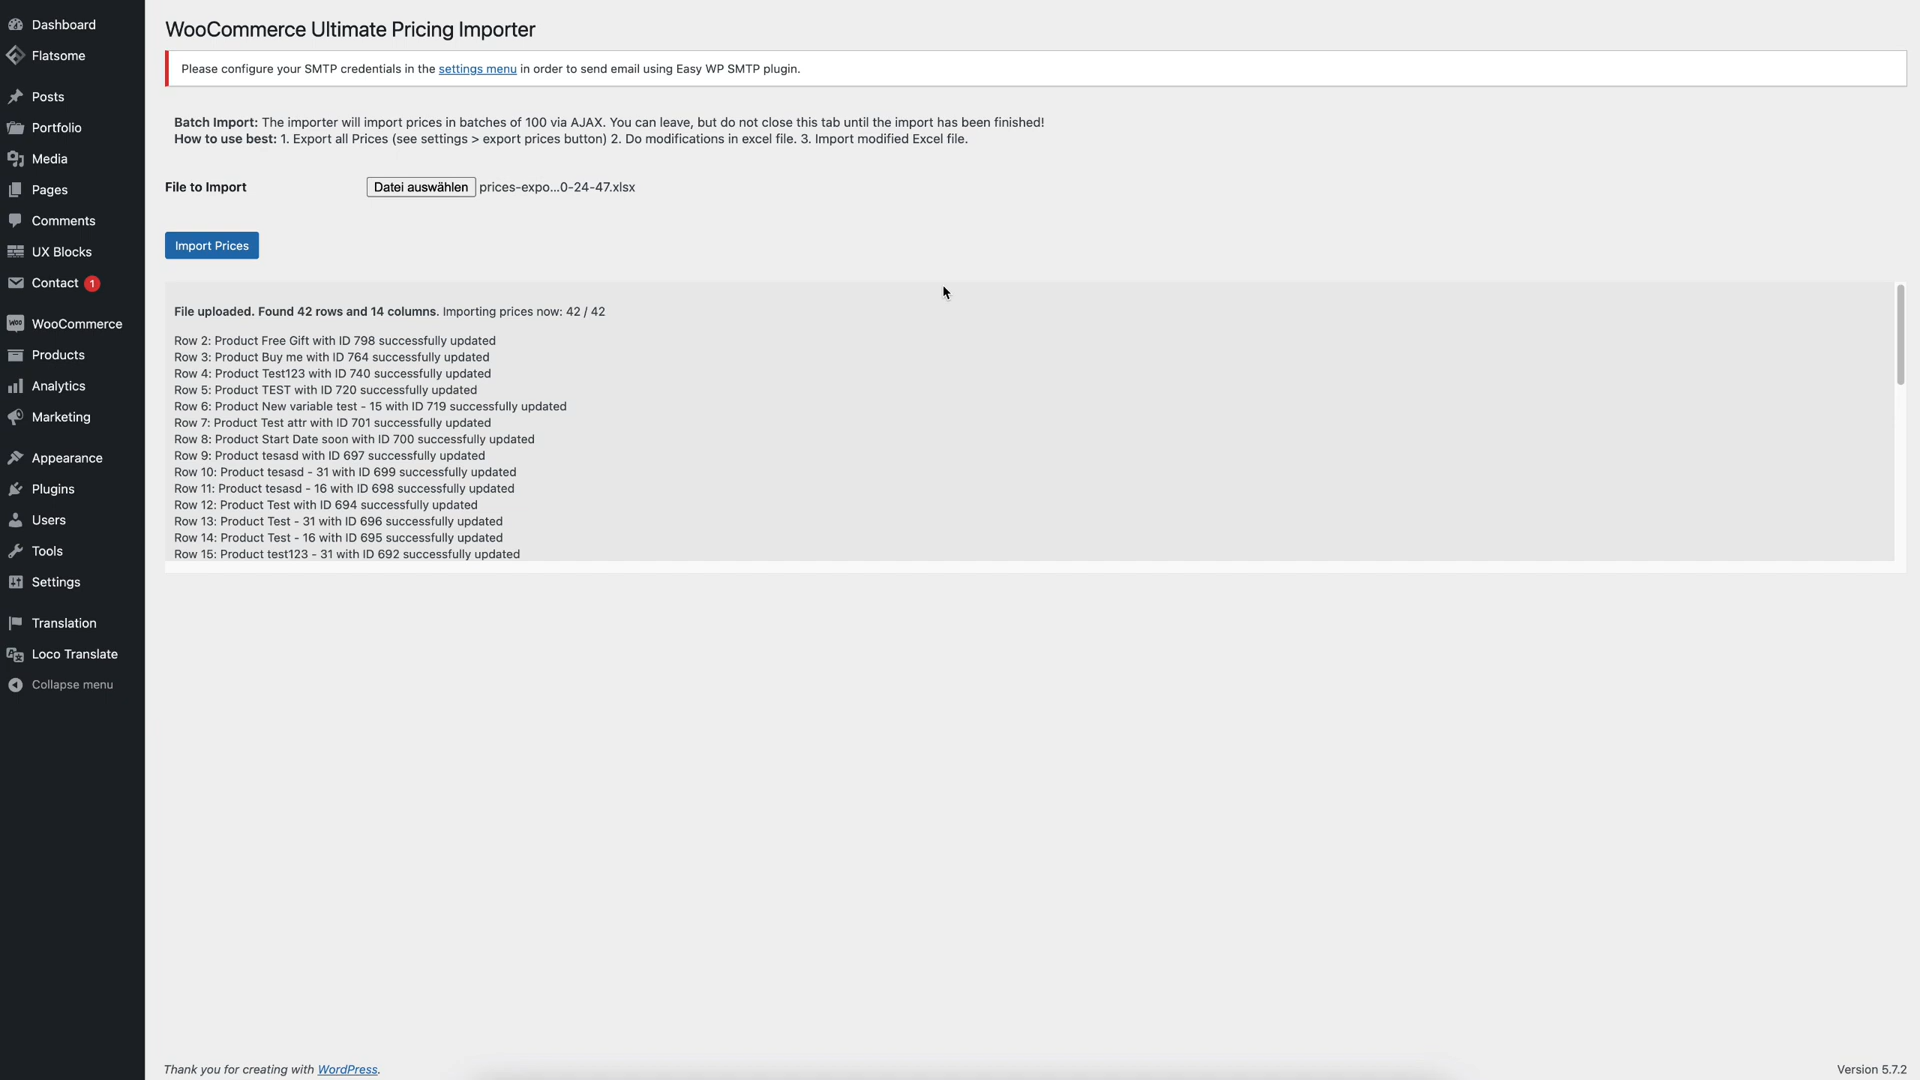 Dashboard
Flatsome
Posts
Portfolio
Media
Pages
Comments
UX Blocks
Contact 1
WooCommerce
Products
Analytics
Marketing
Appearance
Plugins
Users
Tools
Settings
Translation
Loco Translate
Collapse menu
WooCommerce Ultimate Pricing Importer
Please configure your SMTP credentials in the settings menu in order to send email using Easy WP SMTP plugin.
Batch Import: The importer will import prices in batches of 100 via AJAX. You can leave, but do not close this tab until the import has been finished!
How to use best: 1. Export all Prices (see settings > export prices button) 2. Do modifications in excel file. 3. Import modified Excel file.
File to Import Datei auswählen prices-expo...0-24-47.xlsx
Import Prices
File uploaded. Found 42 rows and 14 columns. Importing prices now: 42 / 42
Row 2: Product Free Gift with ID 798 successfully updated
Row 3: Product Buy me with ID 764 successfully updated
Row 4: Product Test123 with ID 740 successfully updated
Row 5: Product TEST with ID 720 successfully updated
Row 6: Product New variable test - 15 with ID 719 successfully updated
Row 7: Product Test attr with ID 701 successfully updated
Row 8: Product Start Date soon with ID 700 successfully updated
Row 9: Product tesasd with ID 697 successfully updated
Row 10: Product tesasd - 31 with ID 699 successfully updated
Row 11: Product tesasd - 16 with ID 698 successfully updated
Row 12: Product Test with ID 694 successfully updated
Row 13: Product Test - 31 with ID 696 successfully updated
Row 14: Product Test - 16 with ID 695 successfully updated
Row 15: Product test123 - 31 with ID 692 successfully updated
Thank you for creating with WordPress.
Version 5.7.2